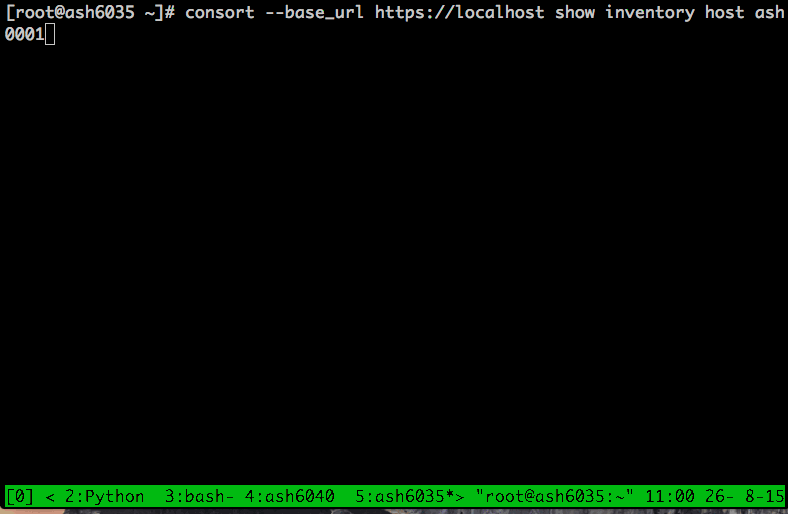 [root@ash6035 ~]# consort --base_url https://localhost show inventory host ash
0001
[0] < 2:Python  3:bash- 4:ash6040  5:ash6035*> "root@ash6035:~" 11:00 26- 8-15